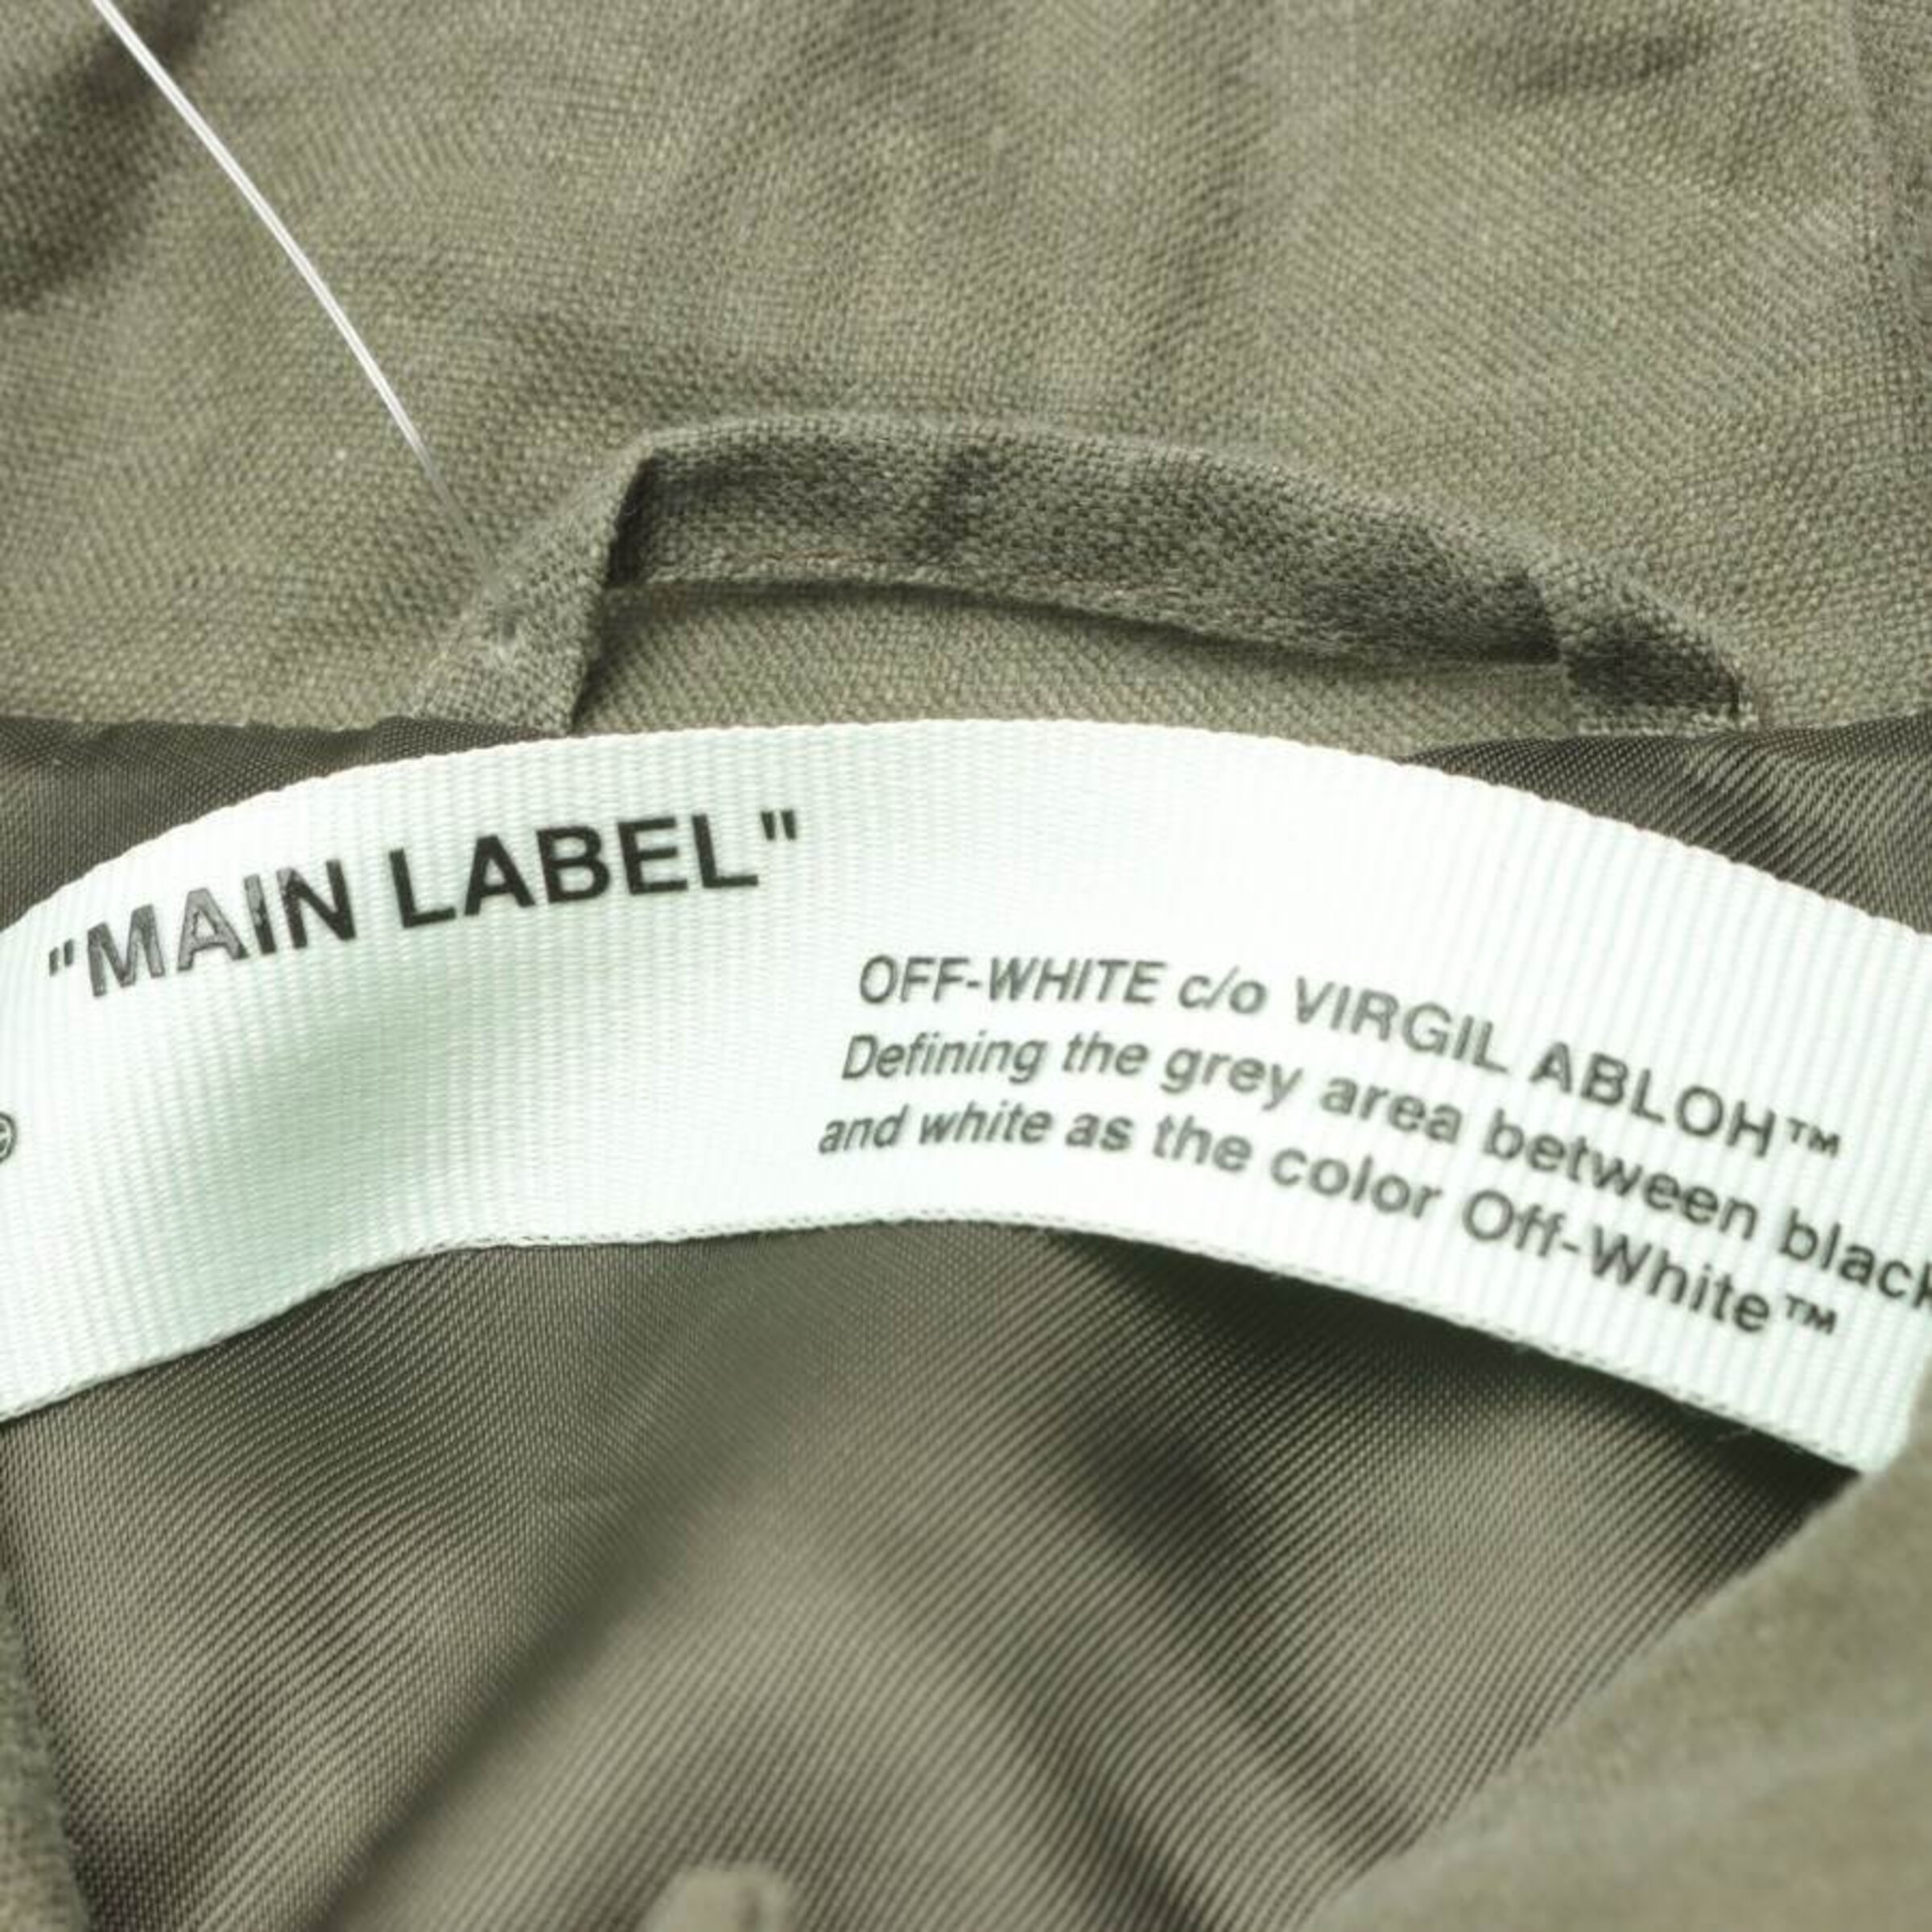 "MAIN LABEL"
©
OFF-WHITE c/o VIRGIL ABLOH™
Defining the grey area between black
and white as the color Off-White™